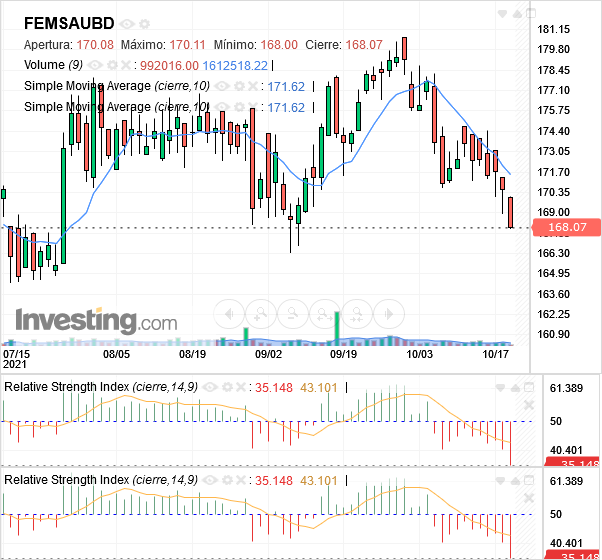 FEMSAUBD
Apertura: 170.08 Máximo: 170.11 Mínimo: 168.00 Cierre: 168.07
Volume (9) : 992016.00 1612518.22
Simple Moving Average (cierre,10) : 171.62
Simple Moving Average (cierre,10) : 171.62
181.15
179.80
178.45
177.10
175.75
174.40
173.05
171.70
170.35
169.00
168.07
166.30
164.95
163.60
162.25
160.90
Investing.com
07/15 08/05 08/19 09/02 09/19 10/03 10/17
2021
Relative Strength Index (cierre,14,9) : 35.148 43.101
61.389
50
40.401
35.148
Relative Strength Index (cierre,14,9) : 35.148 43.101
61.389
50
40.401
35.148